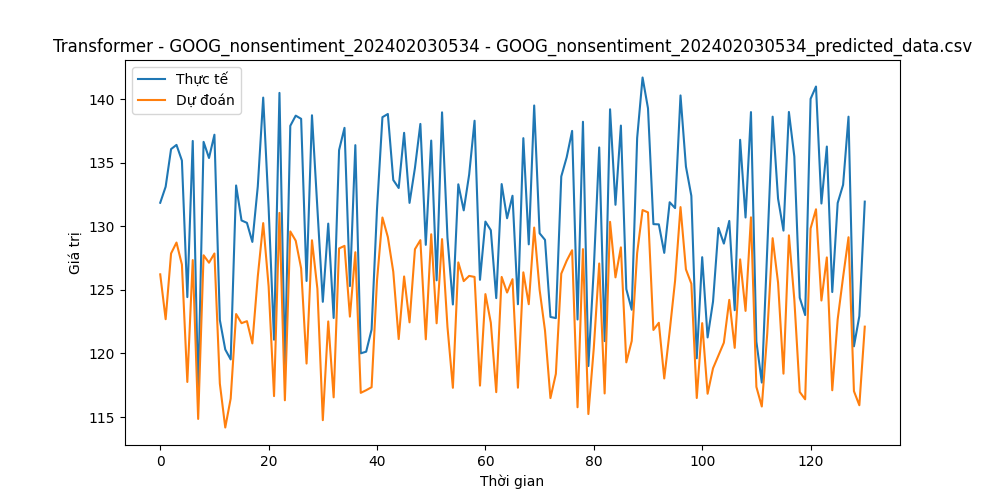 Transformer - GOOG_nonsentiment_202402030534 - GOOG_nonsentiment_202402030534_predicted_data.csv
Thực tế
Dự đoán
Giá trị
140
135
130
125
120
115
0 20 40 60 80 100 120
Thời gian